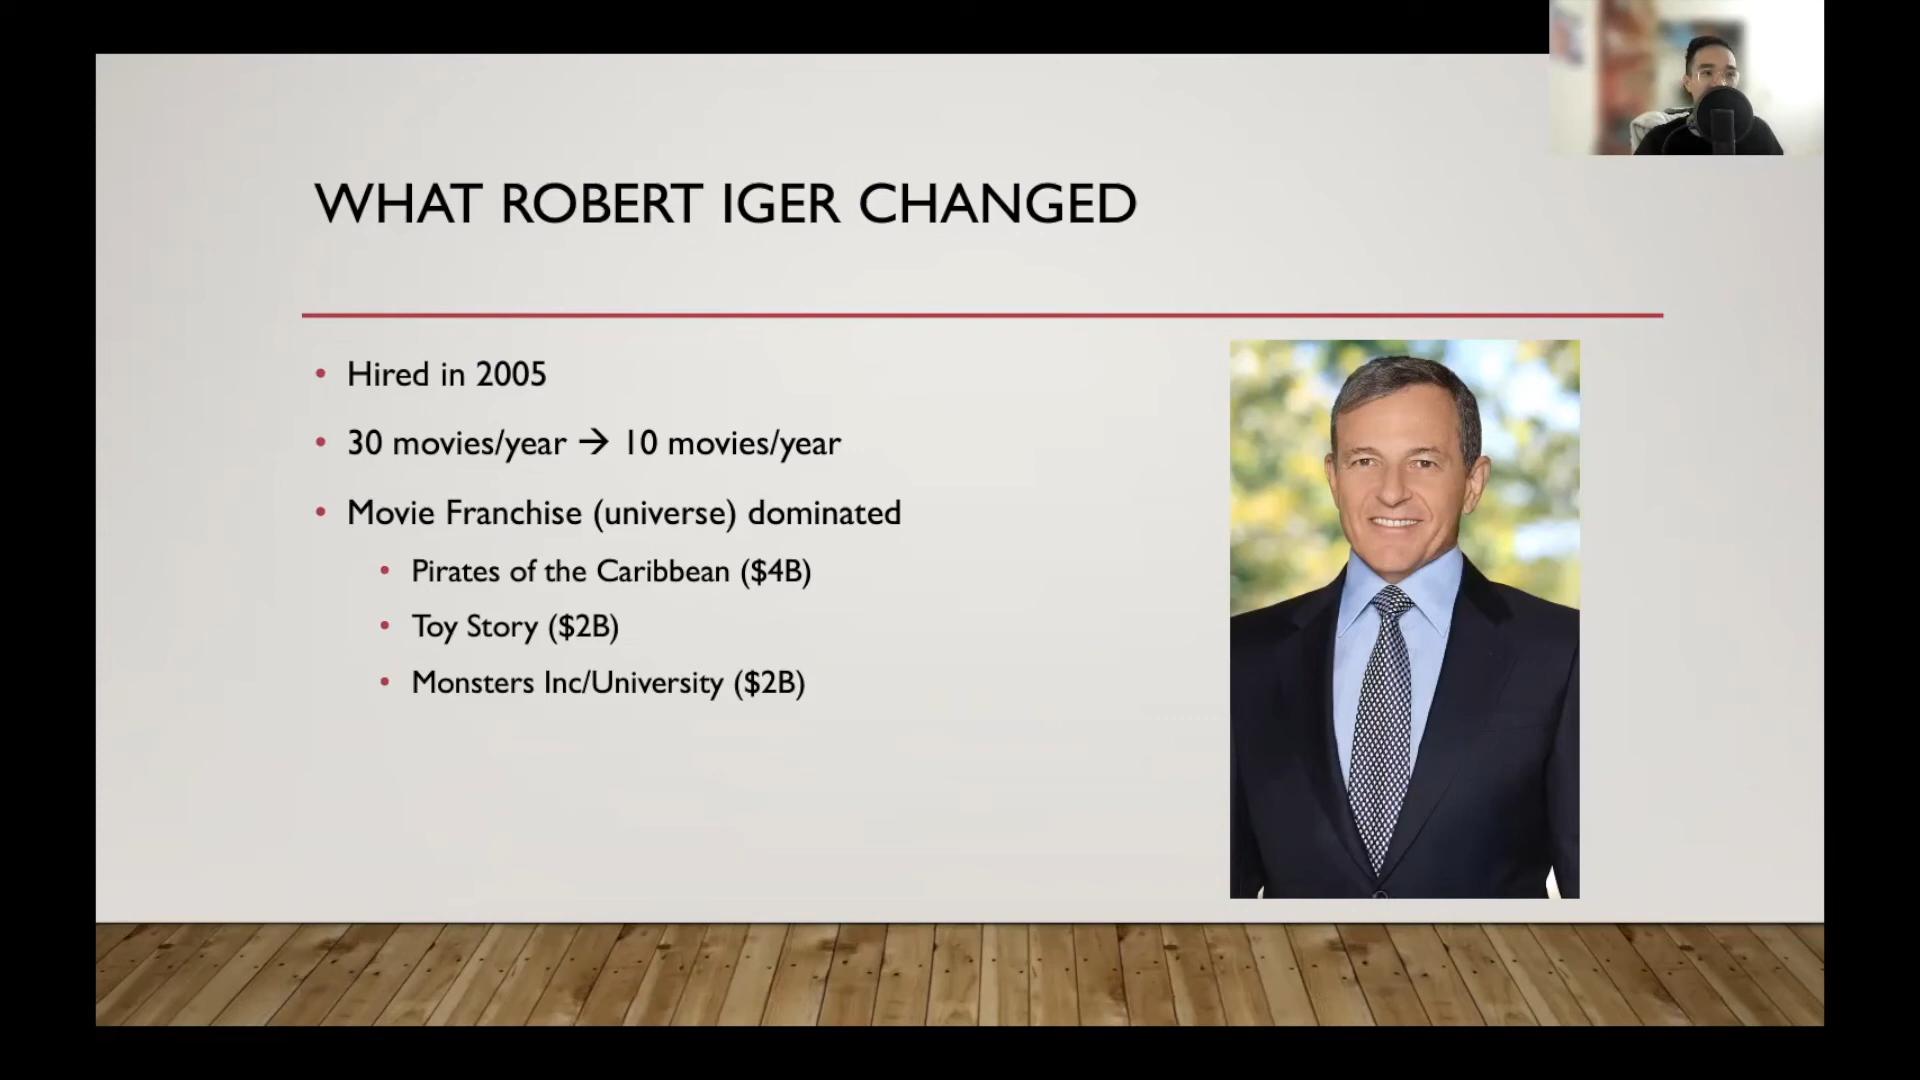 WHAT ROBERT IGER CHANGED
• Hired in 2005
• 30 movies/year → 10 movies/year
• Movie Franchise (universe) dominated
• Pirates of the Caribbean ($4B)
• Toy Story ($2B)
• Monsters Inc/University ($2B)